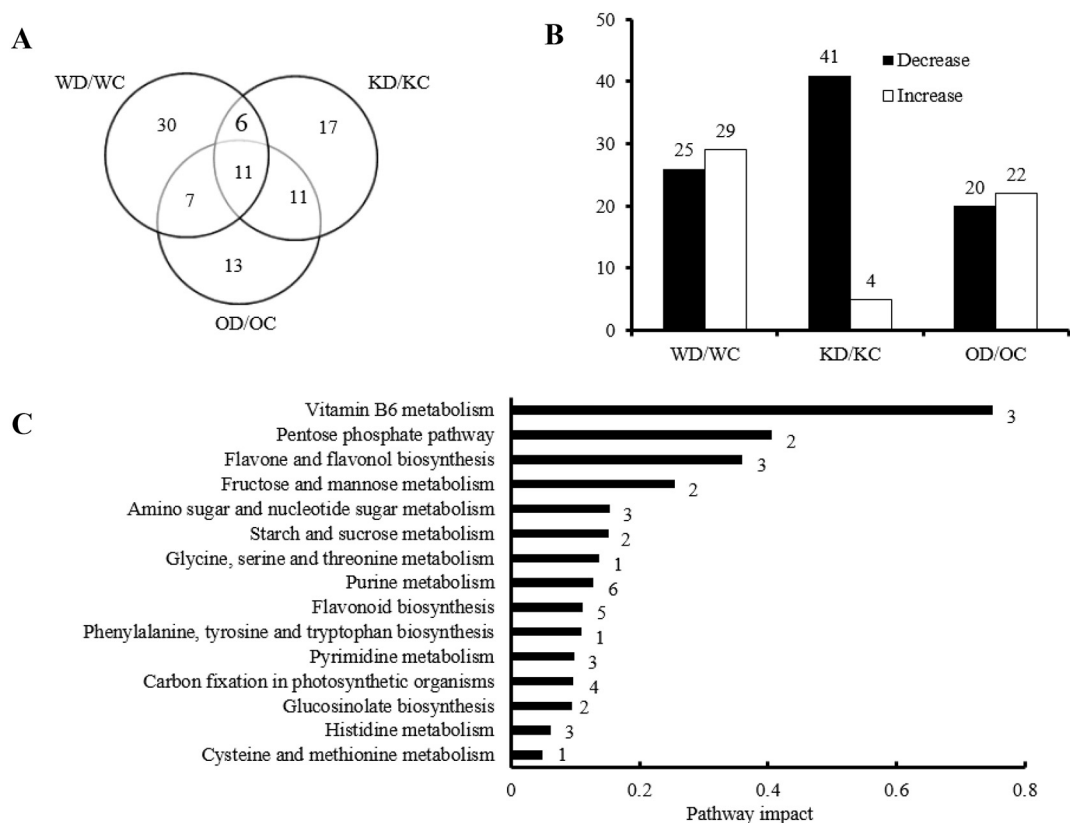 A
WD/WC
KD/KC
30
6
17
11
7
11
13
OD/OC
B
50
40
30
20
10
0
Decrease
Increase
25
29
41
4
20
22
WD/WC
KD/KC
OD/OC
C
Vitamin B6 metabolism
3
Pentose phosphate pathway
2
Flavone and flavonol biosynthesis
3
Fructose and mannose metabolism
2
Amino sugar and nucleotide sugar metabolism
3
Starch and sucrose metabolism
2
Glycine, serine and threonine metabolism
1
Purine metabolism
6
Flavonoid biosynthesis
5
Phenylalanine, tyrosine and tryptophan biosynthesis
1
Pyrimidine metabolism
3
Carbon fixation in photosynthetic organisms
4
Glucosinolate biosynthesis
2
Histidine metabolism
3
Cysteine and methionine metabolism
1
0
0.2
0.4
0.6
0.8
Pathway impact